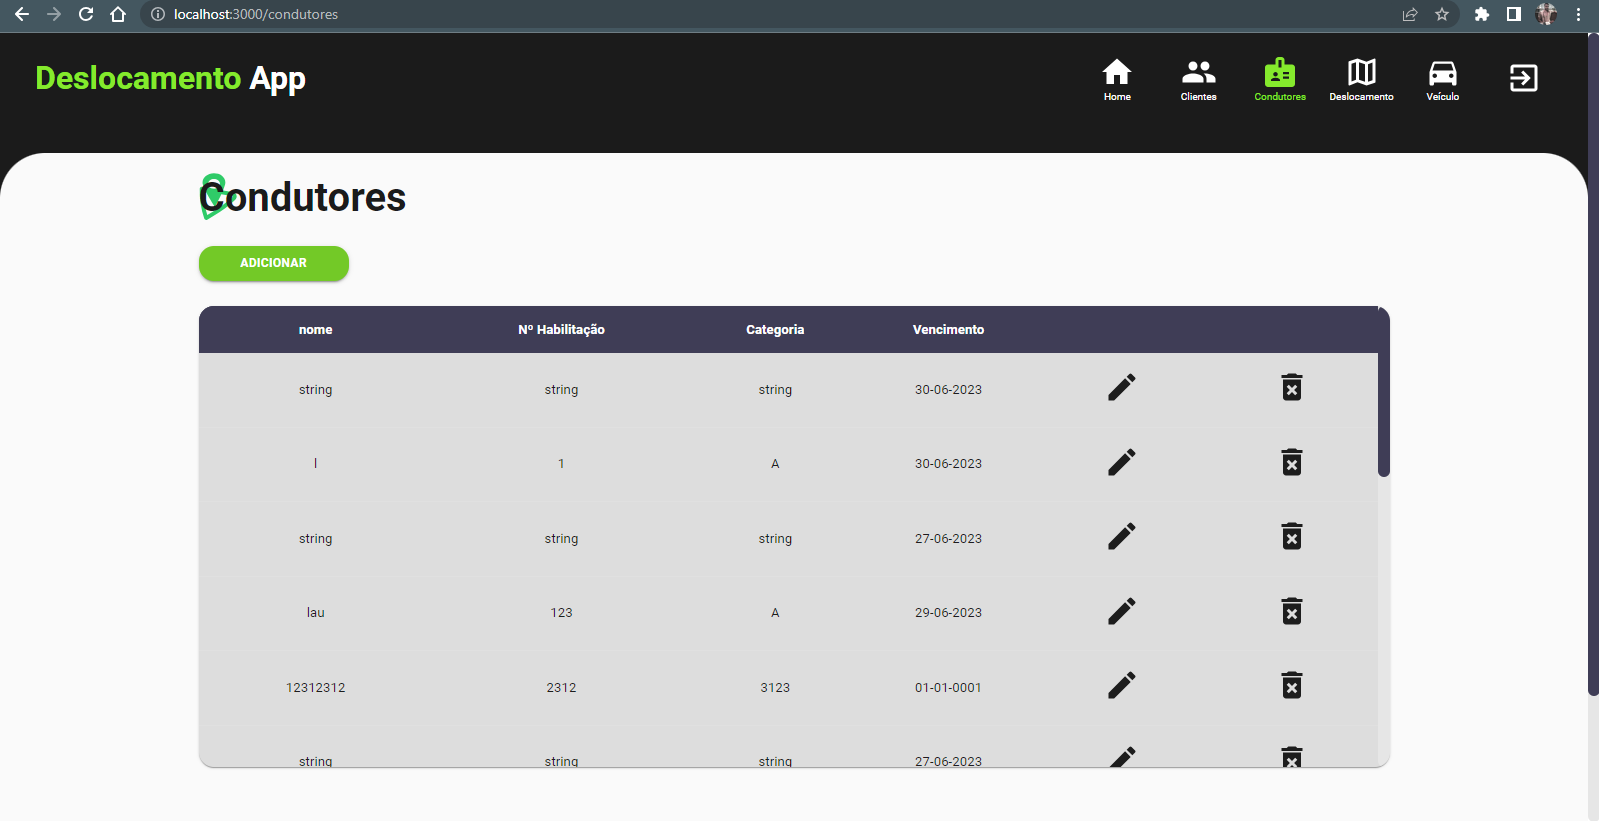 localhost:3000/condutores
Deslocamento App
Home Clientes Condutores Deslocamento Veículo
Condutores
ADICIONAR
nome Nº Habilitação Categoria Vencimento
string string string 30-06-2023
l 1 A 30-06-2023
string string string 27-06-2023
lau 123 A 29-06-2023
12312312 2312 3123 01-01-0001
string string string 27-06-2023